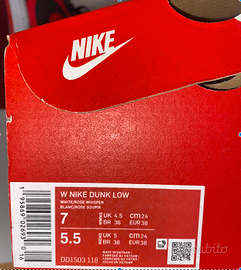 NIKE
W NIKE DUNK LOW
WHITE/ROSE WHISPER
BLANC/ROSE SOUPIR
7 UK 4.5 cm 24
BR 36 EUR 38
5.5 UK 5 cm 24
BR 36 EUR 38
DD1503 118
MADE IN VIETNAM
subito